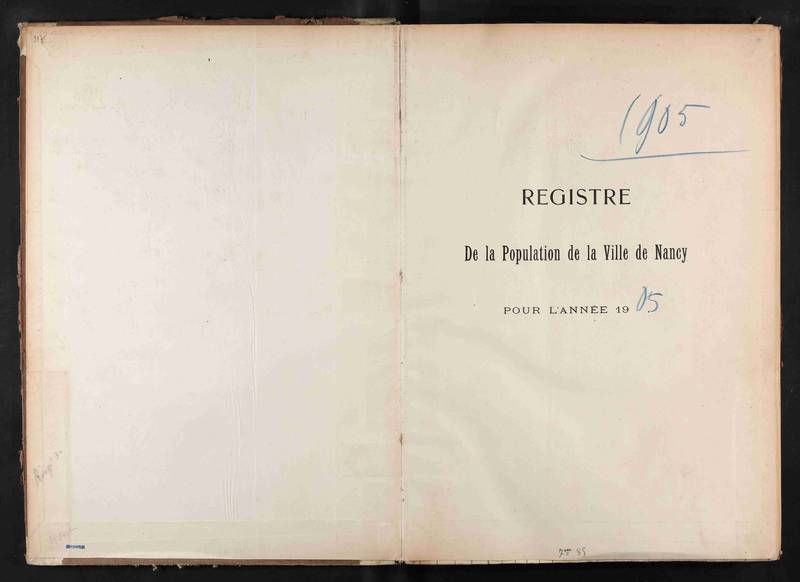 1905
REGISTRE
De la Population de la Ville de Nancy
POUR L'ANNÉE 1905